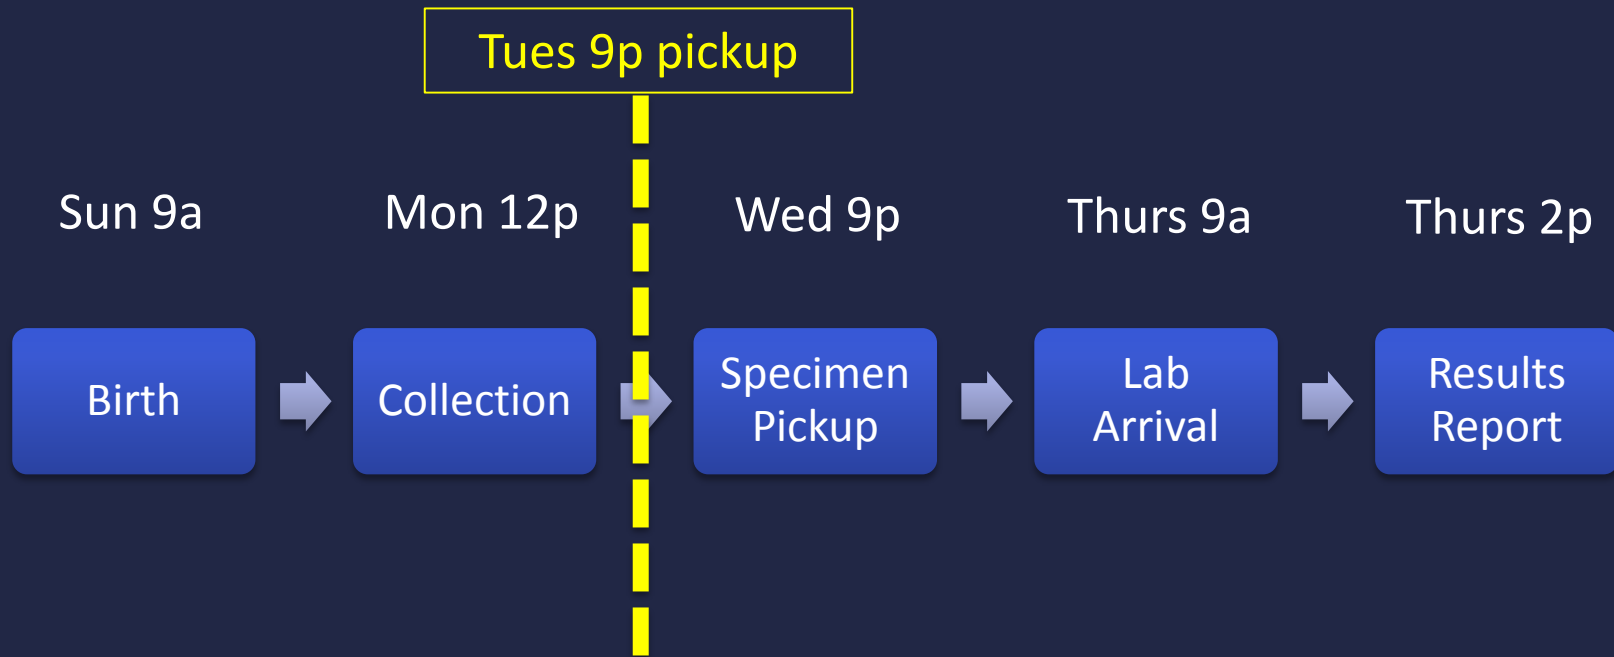 Tues 9p pickup
Sun 9a
Mon 12p
Wed 9p
Thurs 9a
Thurs 2p
Birth
Collection
Specimen
Pickup
Lab
Arrival
Results
Report